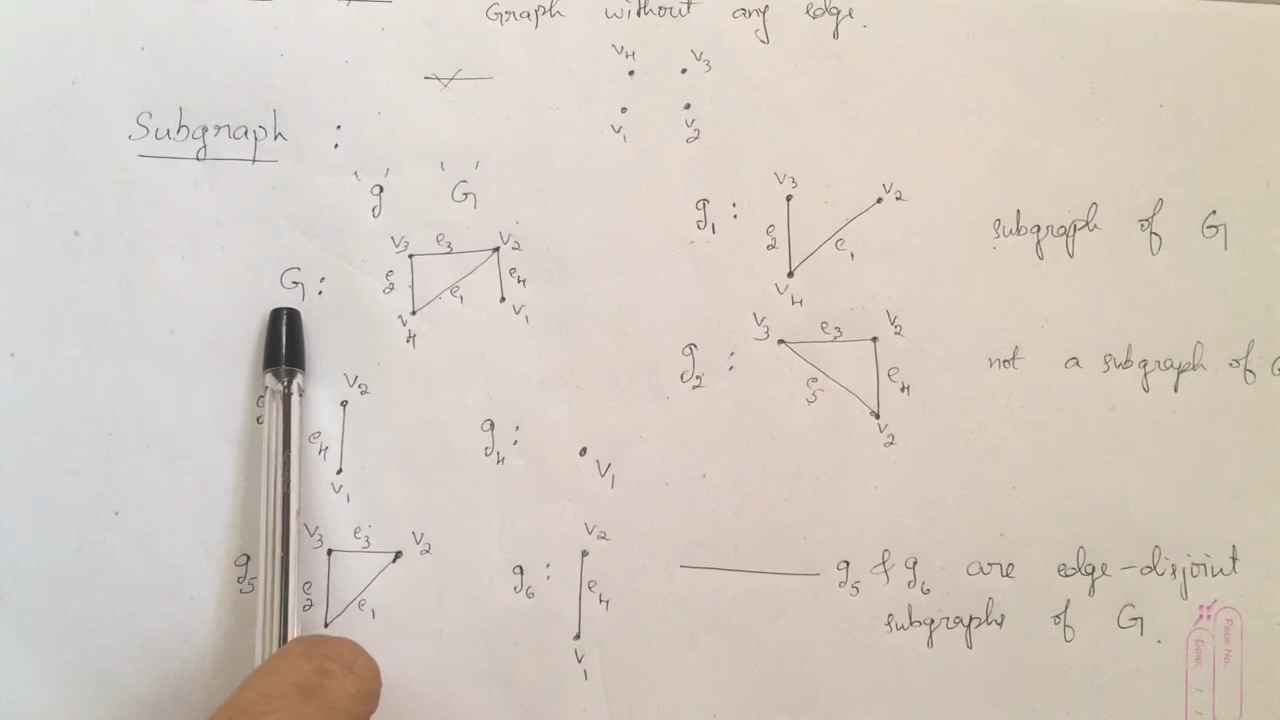 Graph without any edge.
v4 v3
v1 v2
Subgraph :
'g' 'G'
G :
v3 e3 v2
e2 e1 e4
v4 v1
g1 :
v3 v2
e2 e1
v4
subgraph of G
g2 :
v3 e3 v2
e5 e4
v2
not a subgraph of G
v2
e4
v1
g4 :
v1
g5
v3 e3 v2
e2 e1
g6 :
v2
e4
v1
g5 & g6 are edge-disjoint
subgraphs of G.
Page No.
Date: / /